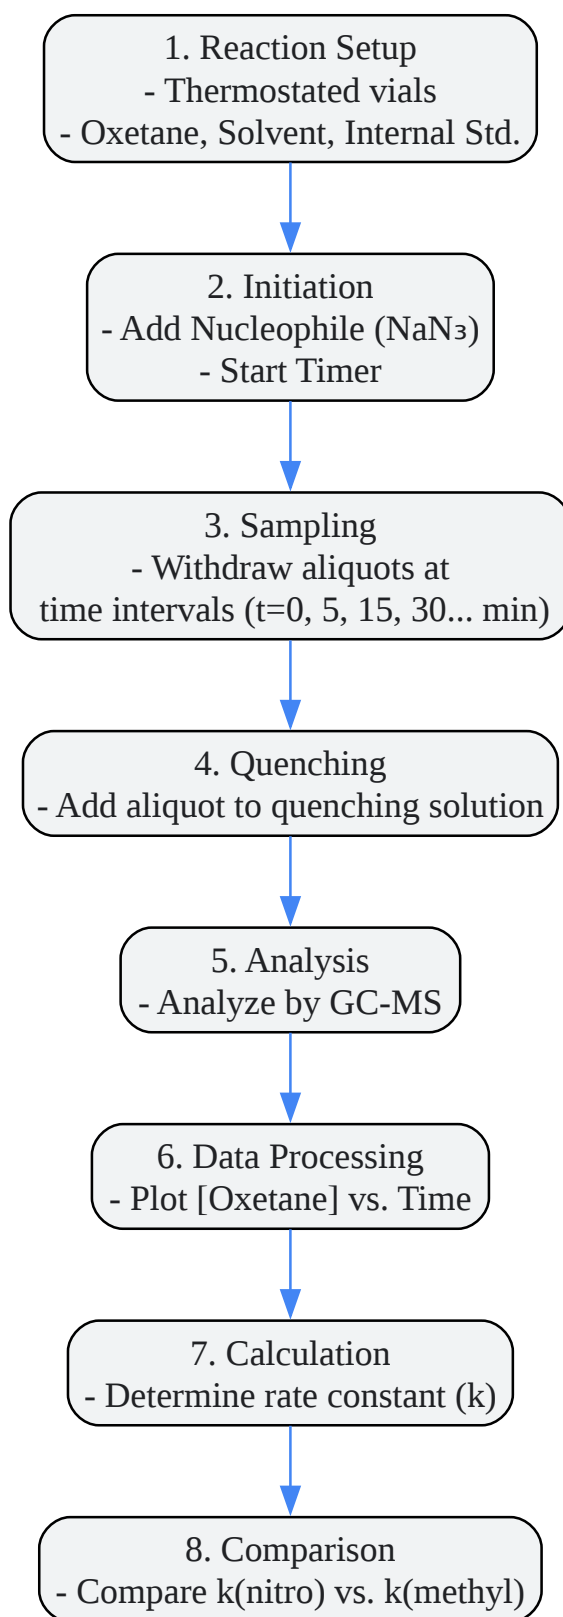 1. Reaction Setup
- Thermostated vials
- Oxetane, Solvent, Internal Std.
2. Initiation
- Add Nucleophile (NaN₃)
- Start Timer
3. Sampling
- Withdraw aliquots at
time intervals (t=0, 5, 15, 30... min)
4. Quenching
- Add aliquot to quenching solution
5. Analysis
- Analyze by GC-MS
6. Data Processing
- Plot [Oxetane] vs. Time
7. Calculation
- Determine rate constant (k)
8. Comparison
- Compare k(nitro) vs. k(methyl)